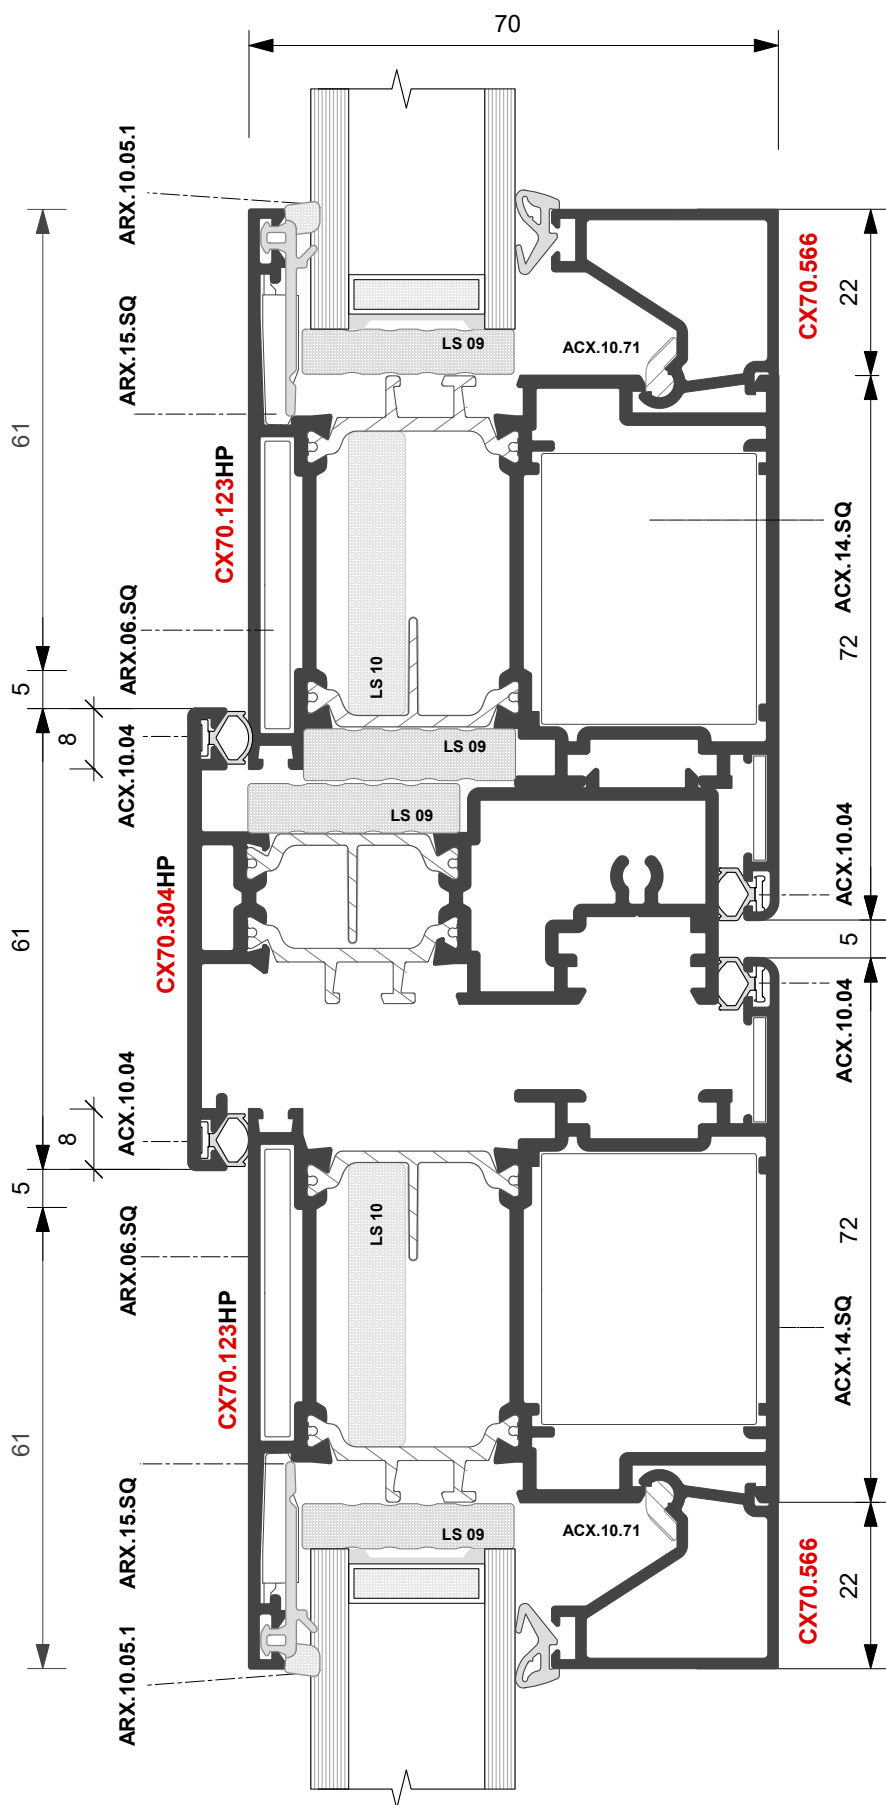 70
ARX.10.05.1
CX70.566
22
LS 09
ACX.10.71
ARX.15.SQ
61
CX70.123HP
ACX.14.SQ
ARX.06.SQ
72
LS 10
5
8
LS 09
ACX.10.04
LS 09
ACX.10.04
CX70.304HP
61
5
ACX.10.04
ACX.10.04
8
5
LS 10
ARX.06.SQ
72
CX70.123HP
ACX.14.SQ
61
ARX.15.SQ
LS 09
ACX.10.71
CX70.566
22
ARX.10.05.1